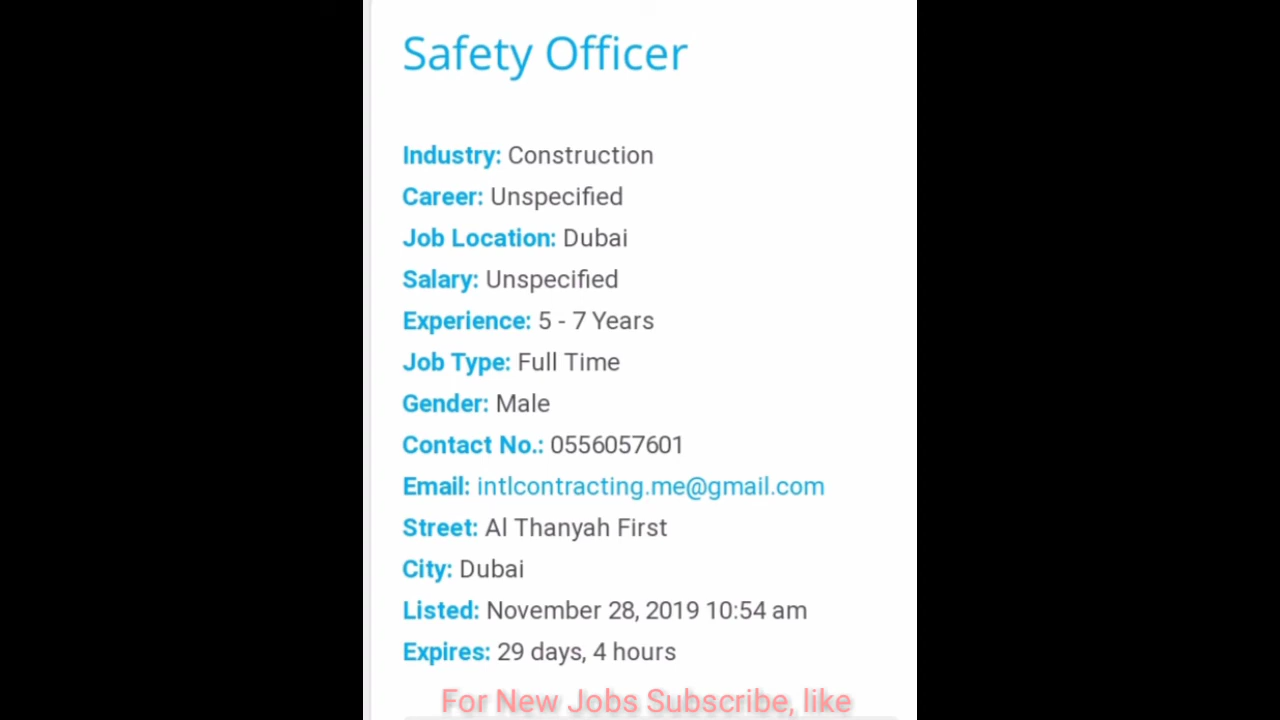 Safety Officer
Industry: Construction
Career: Unspecified
Job Location: Dubai
Salary: Unspecified
Experience: 5 - 7 Years
Job Type: Full Time
Gender: Male
Contact No.: 0556057601
Email: intlcontracting.me@gmail.com
Street: Al Thanyah First
City: Dubai
Listed: November 28, 2019 10:54 am
Expires: 29 days, 4 hours
For New Jobs Subscribe, like